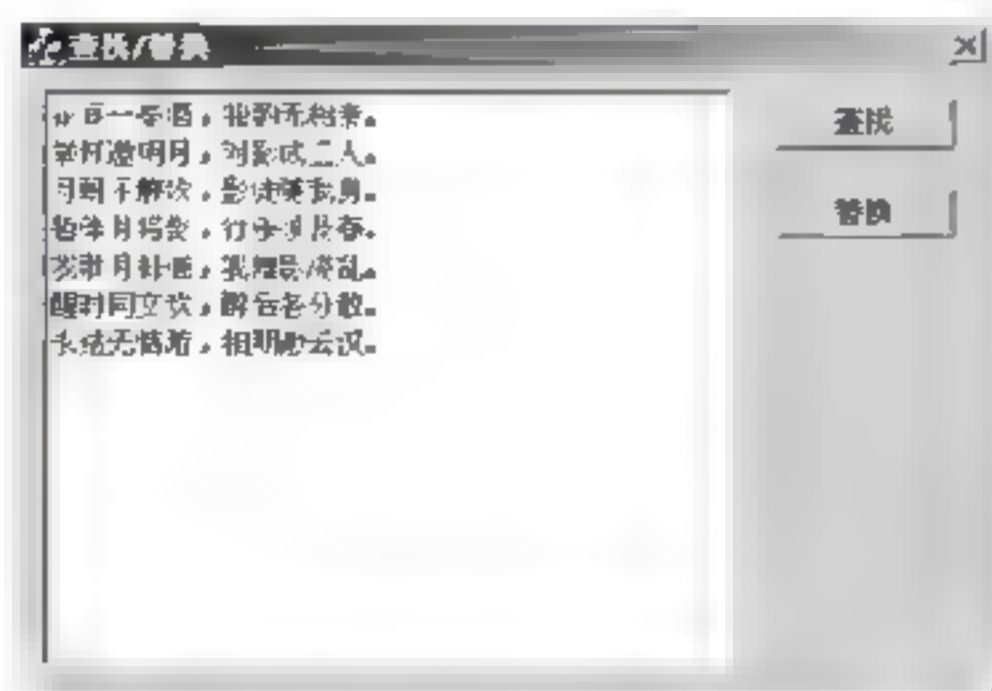 查找/替换
花间一壶酒，独酌无相亲。
举杯邀明月，对影成三人。
月既不解饮，影徒随我身。
暂伴月将影，行乐须及春。
我歌月徘徊，我舞影零乱。
醒时同交欢，醉后各分散。
永结无情游，相期邈云汉。
查找
替换